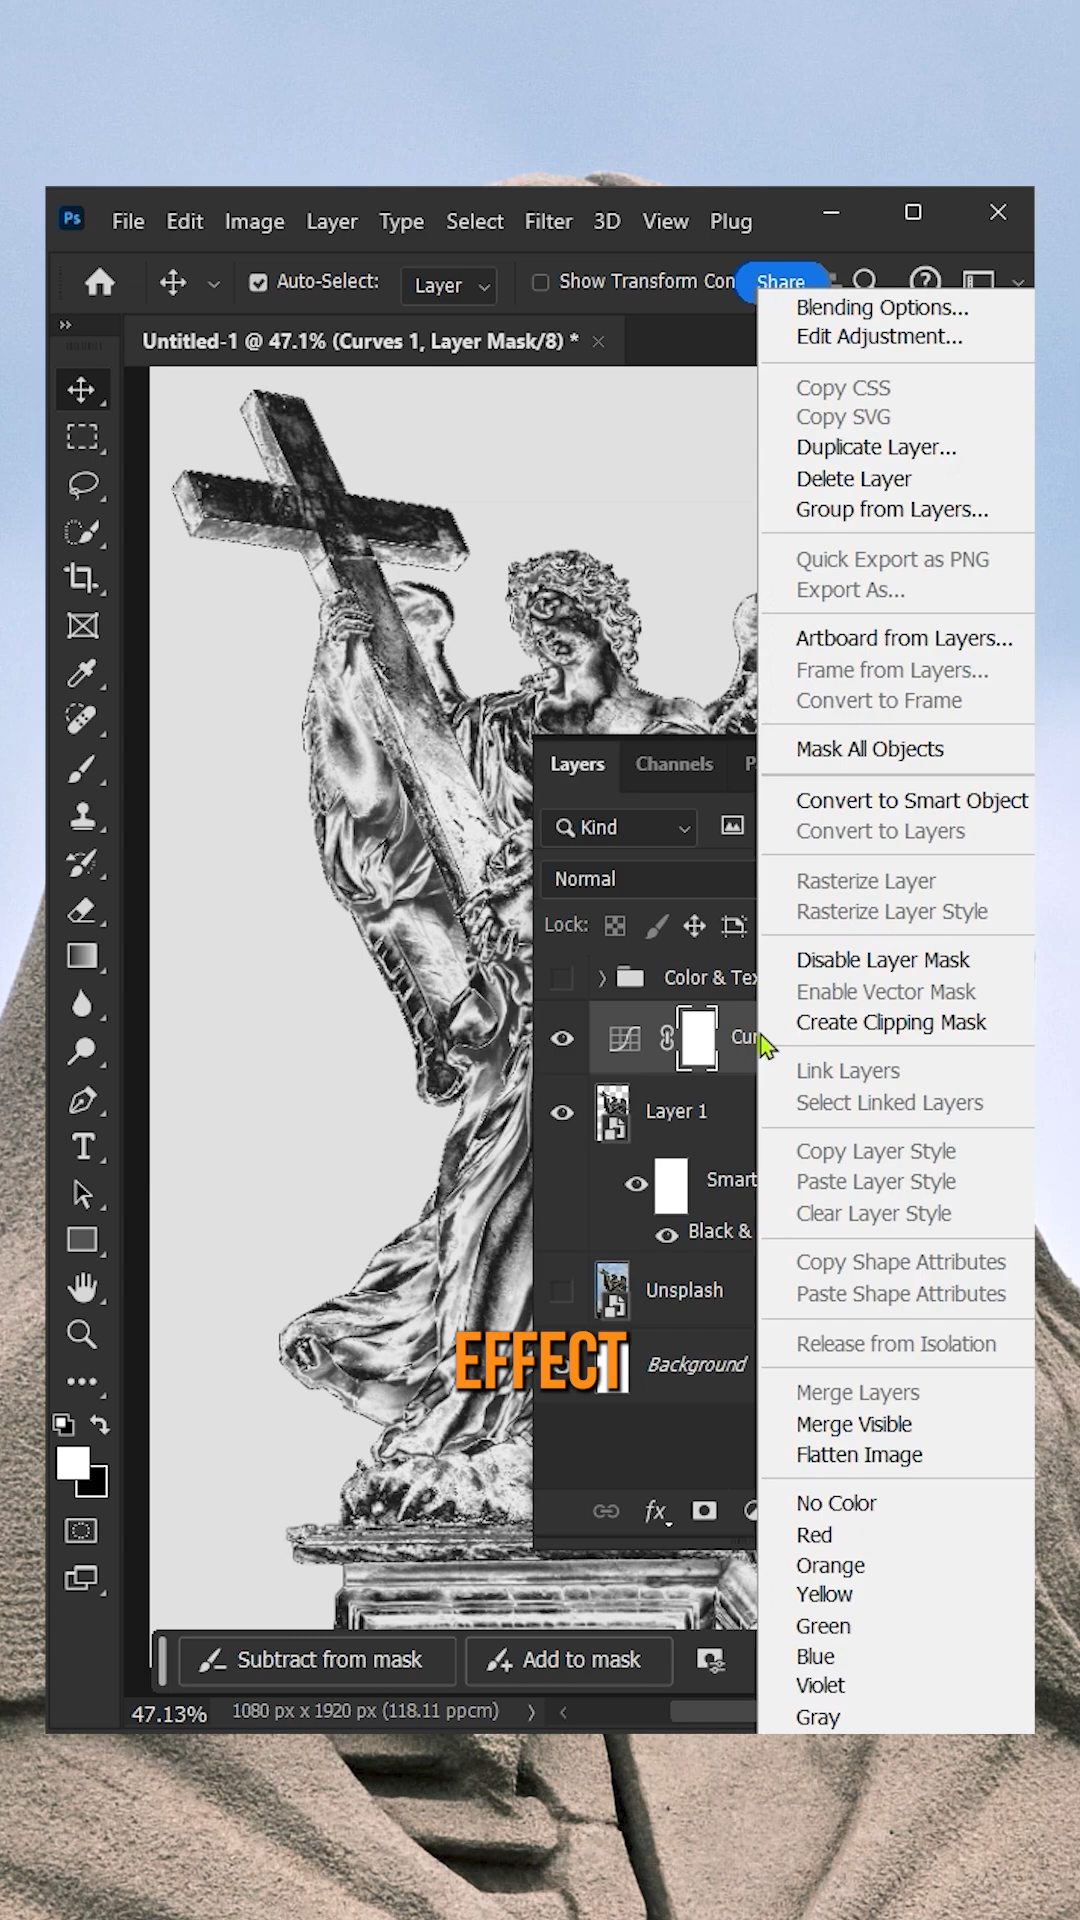 Ps File Edit Image Layer Type Select Filter 3D View Plug
Auto-Select: Layer Show Transform Con Share
Untitled-1 @ 47.1% (Curves 1, Layer Mask/8) *
Blending Options...
Edit Adjustment...
Copy CSS
Copy SVG
Duplicate Layer...
Delete Layer
Group from Layers...
Quick Export as PNG
Export As...
Artboard from Layers...
Frame from Layers...
Convert to Frame
Mask All Objects
Convert to Smart Object
Convert to Layers
Rasterize Layer
Rasterize Layer Style
Disable Layer Mask
Enable Vector Mask
Create Clipping Mask
Link Layers
Select Linked Layers
Copy Layer Style
Paste Layer Style
Clear Layer Style
Copy Shape Attributes
Paste Shape Attributes
Release from Isolation
Merge Layers
Merge Visible
Flatten Image
No Color
Red
Orange
Yellow
Green
Blue
Violet
Gray
Layers Channels P
Kind
Normal
Lock:
Color & Tex
Cur
Layer 1
Smart
Black &
Unsplash
EFFECT
Background
fx
Subtract from mask Add to mask
47.13% 1080 px x 1920 px (118.11 ppcm)